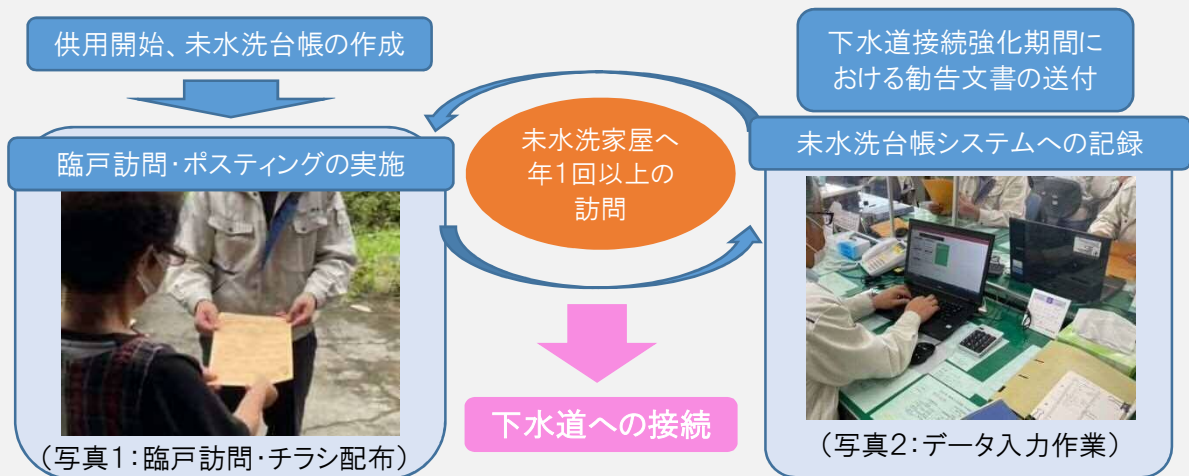 供用開始、未水洗台帳の作成
臨戸訪問・ポスティングの実施
(写真1:臨戸訪問・チラシ配布)
未水洗家屋へ
年1回以上の
訪問
下水道への接続
下水道接続強化期間に
おける勧告文書の送付
未水洗台帳システムへの記録
(写真2:データ入力作業)